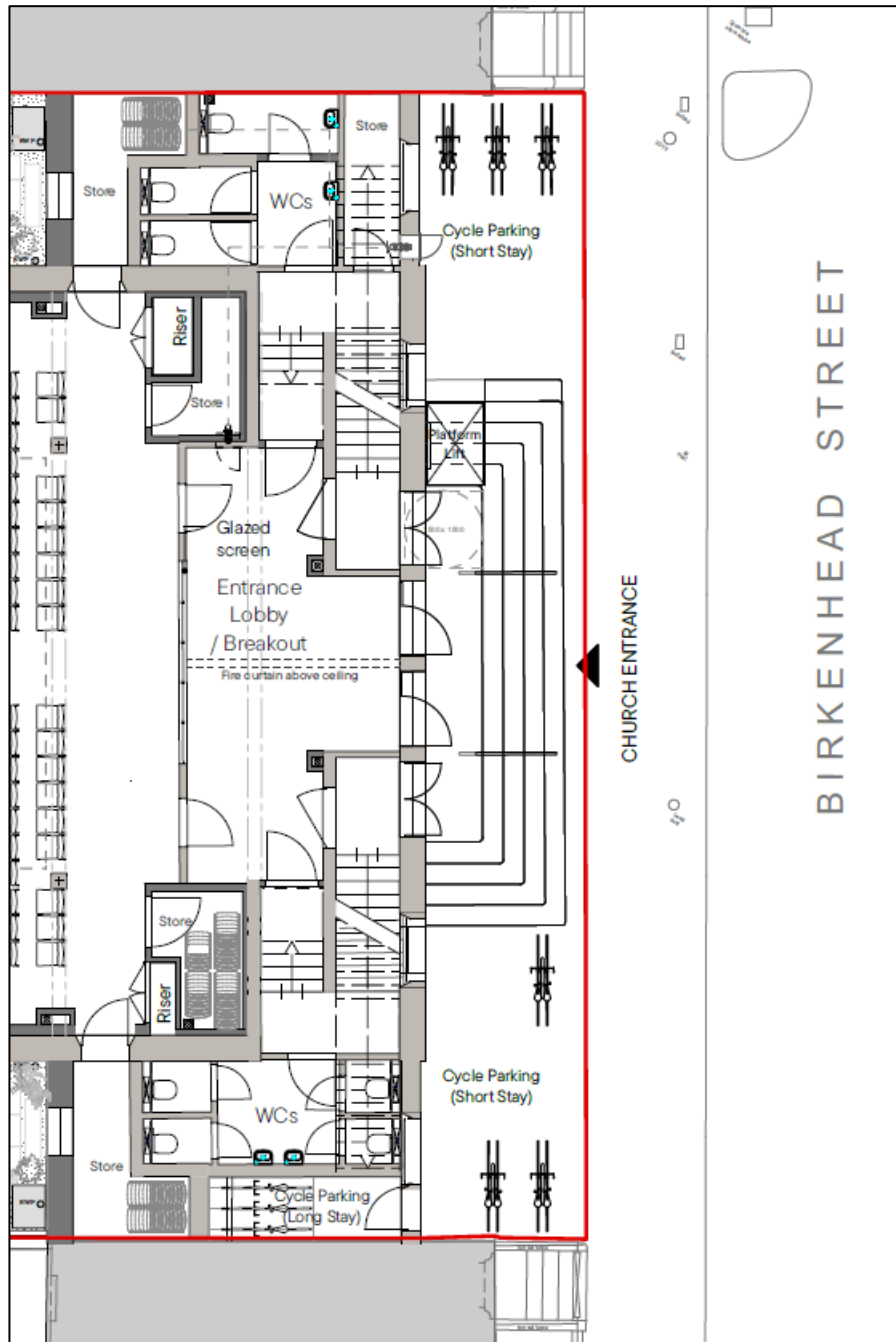 Store
Store
WCs
Cycle Parking
(Short Stay)
Riser
Store
Platform
Lift
Glazed
screen
Entrance
Lobby
/ Breakout
Fire curtain above ceiling
CHURCH ENTRANCE
BIRKENHEAD STREET
Store
Riser
Cycle Parking
(Short Stay)
WCs
Store
Cycle Parking
(Long Stay)